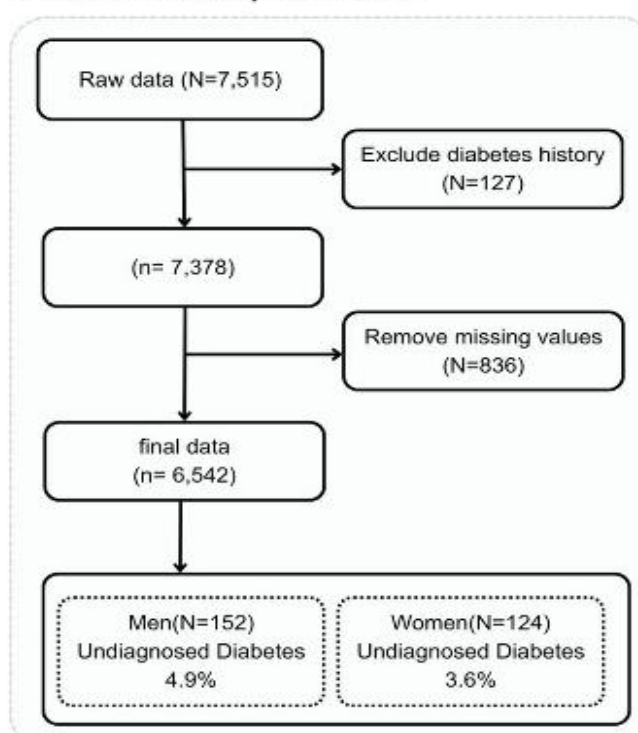 Raw data (N=7,515)
Exclude diabetes history
(N=127)
(n= 7,378)
Remove missing values
(N=836)
final data
(n= 6,542)
Men(N=152)
Undiagnosed Diabetes
4.9%
Women(N=124)
Undiagnosed Diabetes
3.6%